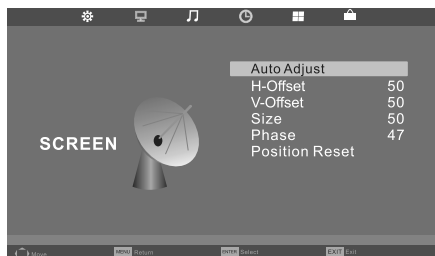 Auto Adjust
H-Offset 50
V-Offset 50
Size 50
Phase 47
Position Reset
SCREEN
Move MENU Return ENTER Select EXIT Exit